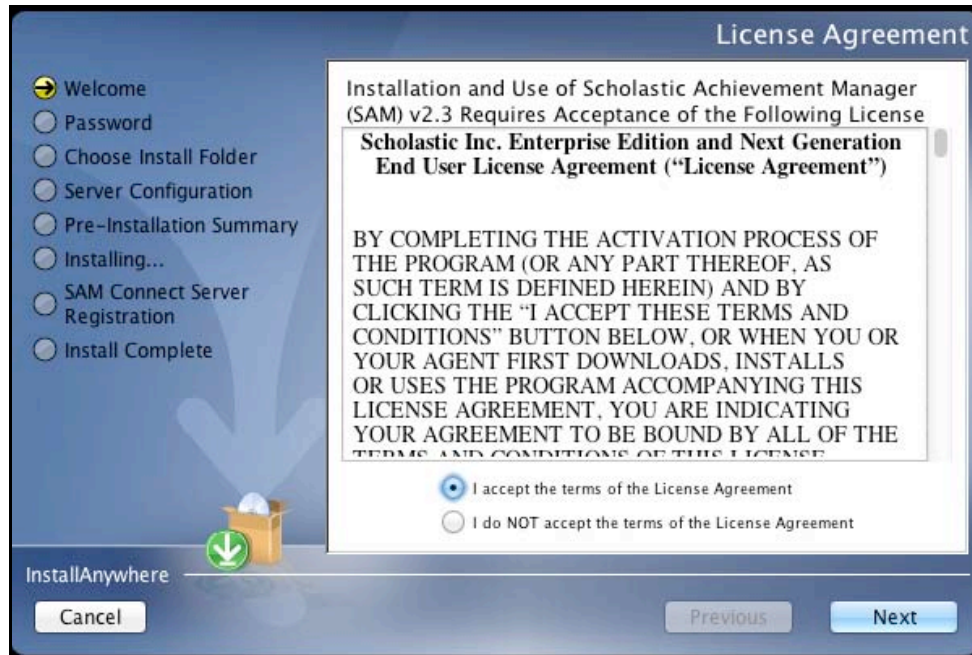 License Agreement
Welcome
Password
Choose Install Folder
Server Configuration
Pre-Installation Summary
Installing...
SAM Connect Server
Registration
Install Complete
Installation and Use of Scholastic Achievement Manager
(SAM) v2.3 Requires Acceptance of the Following License
Scholastic Inc. Enterprise Edition and Next Generation
End User License Agreement (“License Agreement”)
BY COMPLETING THE ACTIVATION PROCESS OF
THE PROGRAM (OR ANY PART THEREOF, AS
SUCH TERM IS DEFINED HEREIN) AND BY
CLICKING THE “I ACCEPT THESE TERMS AND
CONDITIONS” BUTTON BELOW, OR WHEN YOU OR
YOUR AGENT FIRST DOWNLOADS, INSTALLS
OR USES THE PROGRAM ACCOMPANYING THIS
LICENSE AGREEMENT, YOU ARE INDICATING
YOUR AGREEMENT TO BE BOUND BY ALL OF THE
TERMS AND CONDITIONS OF THIS LICENSE
I accept the terms of the License Agreement
I do NOT accept the terms of the License Agreement
InstallAnywhere
Cancel
Previous
Next